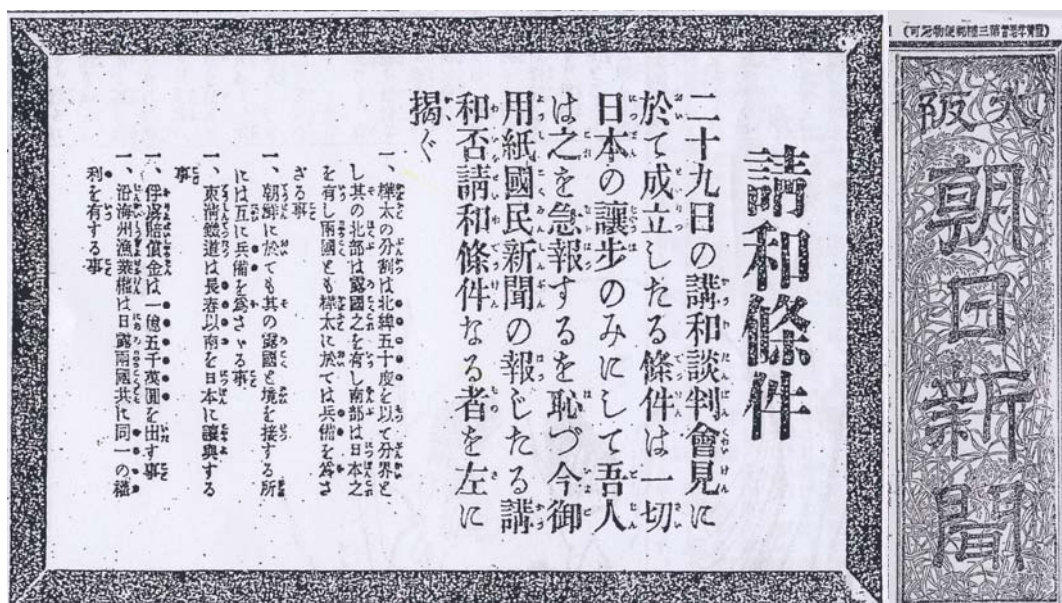 第三種郵便物認可)
大阪
朝日新聞
請和條件
二十九日の講和談判會見に
於て成立したる條件は一切
日本の讓歩のみにして吾人
は之を急報するを恥づ今御
用紙國民新聞の報じたる講
和否請和條件なる者を左に
揭ぐ
一、樺太の分割は北緯五十度を以て分界と
し其の北部は露國之を有し南部は日本之
を有し兩國とも樺太に於ては兵備を爲さ
ざる事
一、朝鮮に於ても其の露國と境を接する所
には互に兵備を爲さゞる事
一、東淸鐵道は長春以南を日本に讓與する
事
一、俘虜賠償金は一億五千萬圓を出す事
一、沿海州漁業權は日露兩國共に同一の權
利を有する事